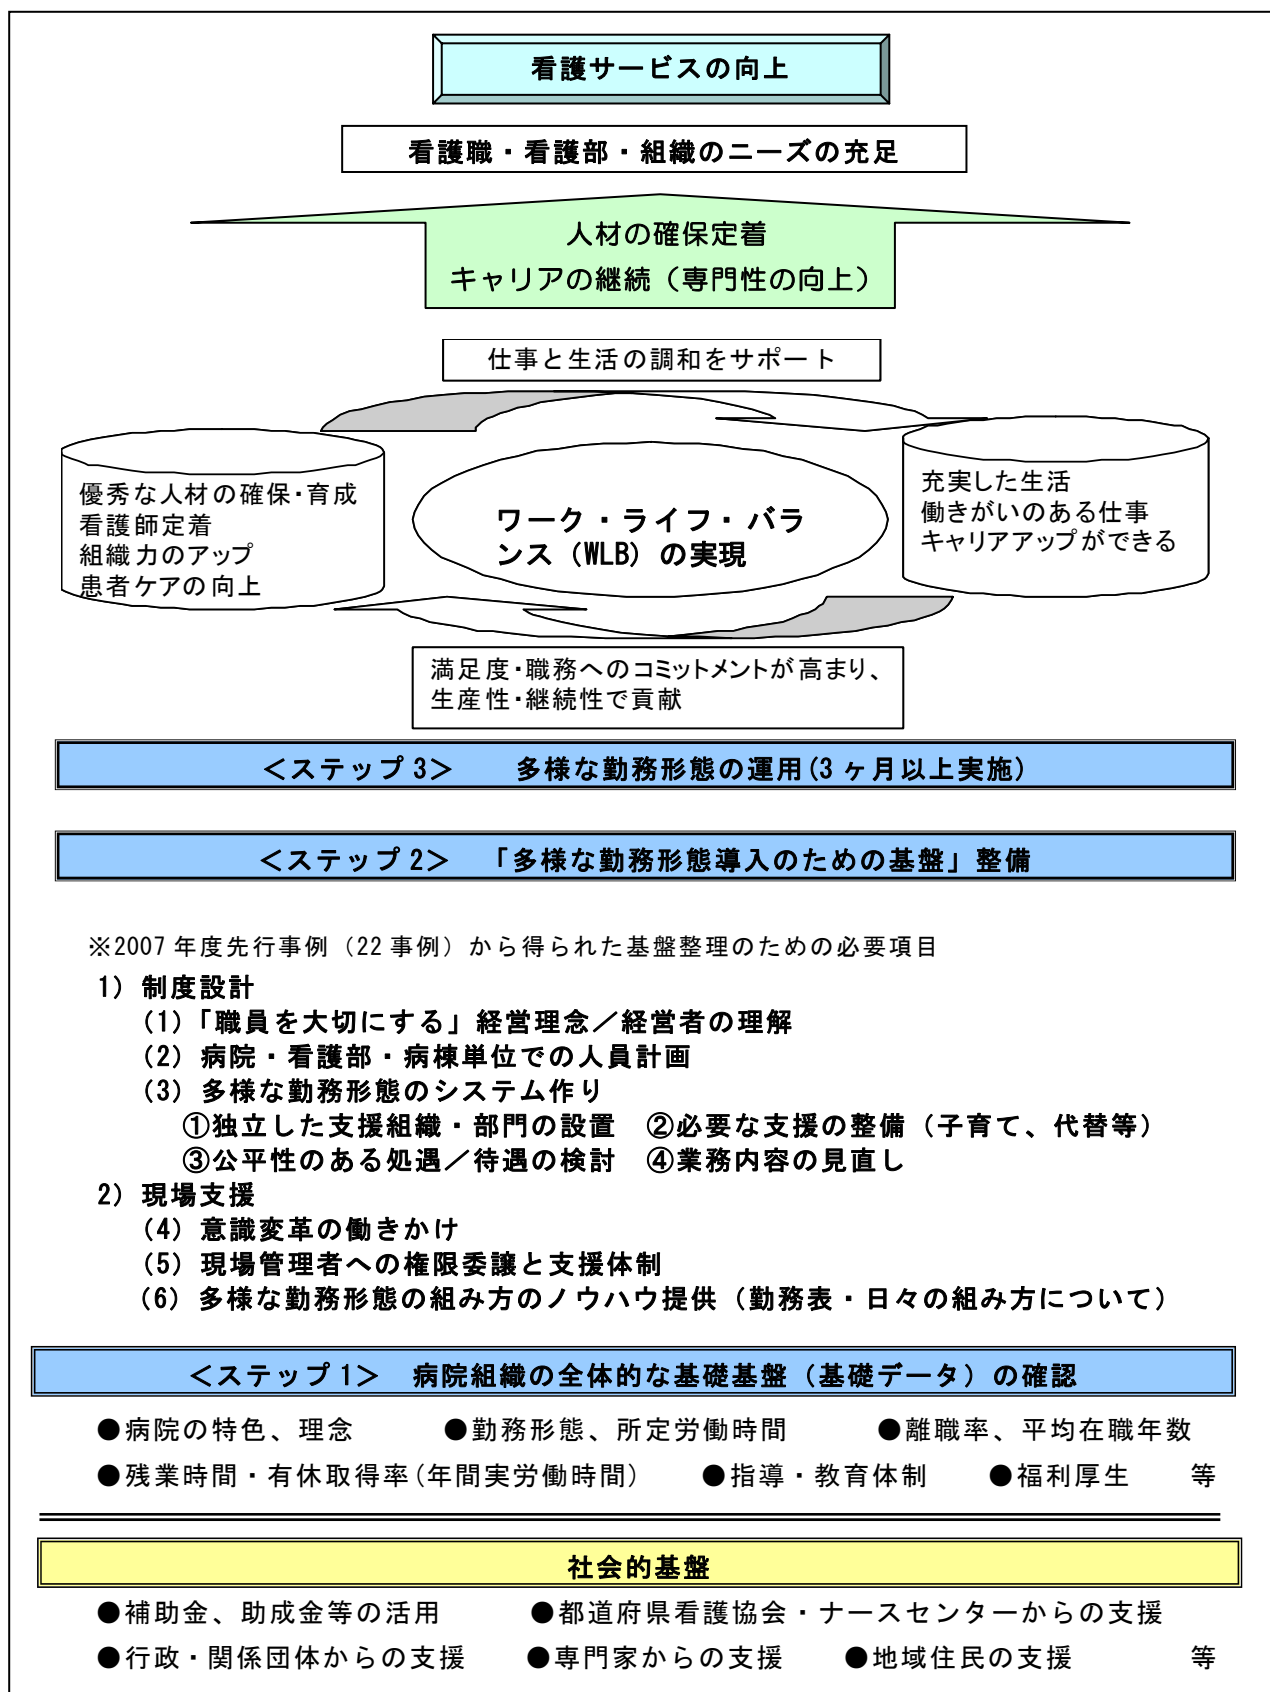 看護サービスの向上
看護職・看護部・組織のニーズの充足
人材の確保定着
キャリアの継続（専門性の向上）
仕事と生活の調和をサポート
優秀な人材の確保・育成
看護師定着
組織力のアップ
患者ケアの向上
ワーク・ライフ・バラ
ンス（WLB）の実現
充実した生活
働きがいのある仕事
キャリアアップができる
満足度・職務へのコミットメントが高まり、
生産性・継続性で貢献
＜ステップ3＞　多様な勤務形態の運用(3ヶ月以上実施)
＜ステップ2＞　「多様な勤務形態導入のための基盤」整備
※2007年度先行事例（22事例）から得られた基盤整理のための必要項目
1）制度設計
（1）「職員を大切にする」経営理念／経営者の理解
（2）病院・看護部・病棟単位での人員計画
（3）多様な勤務形態のシステム作り
①独立した支援組織・部門の設置　②必要な支援の整備（子育て、代替等）
③公平性のある処遇／待遇の検討　④業務内容の見直し
2）現場支援
（4）意識変革の働きかけ
（5）現場管理者への権限委譲と支援体制
（6）多様な勤務形態の組み方のノウハウ提供（勤務表・日々の組み方について）
＜ステップ1＞　病院組織の全体的な基礎基盤（基礎データ）の確認
●病院の特色、理念　●勤務形態、所定労働時間　●離職率、平均在職年数
●残業時間・有休取得率(年間実労働時間)　●指導・教育体制　●福利厚生　等
社会的基盤
●補助金、助成金等の活用　●都道府県看護協会・ナースセンターからの支援
●行政・関係団体からの支援　●専門家からの支援　●地域住民の支援　等